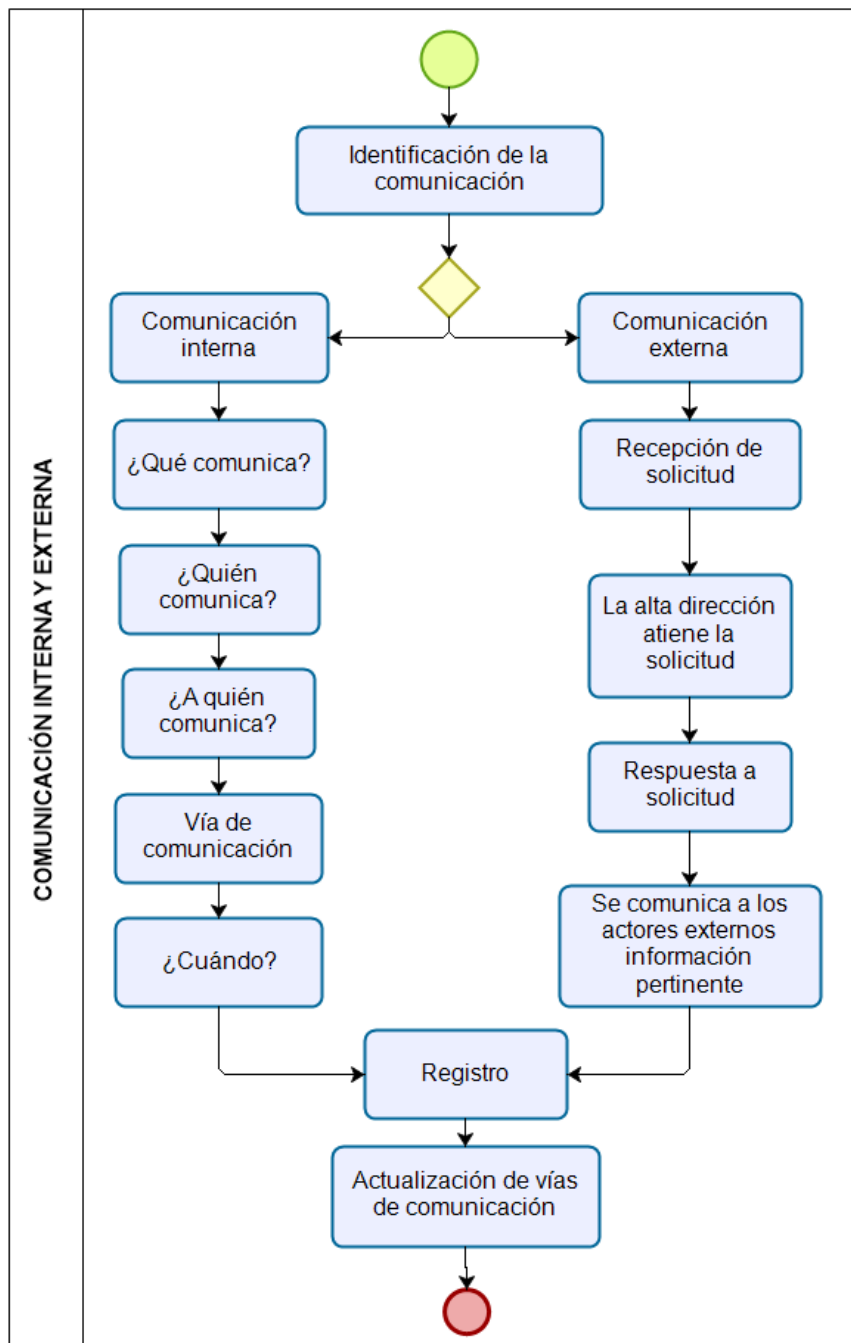 COMUNICACIÓN INTERNA Y EXTERNA
Identificación de la
comunicación
Comunicación
interna
Comunicación
externa
¿Qué comunica?
Recepción de
solicitud
¿Quién
comunica?
La alta dirección
atiene la
solicitud
¿A quién
comunica?
Respuesta a
solicitud
Vía de
comunicación
Se comunica a los
actores externos
información
pertinente
¿Cuándo?
Registro
Actualización de vías
de comunicación